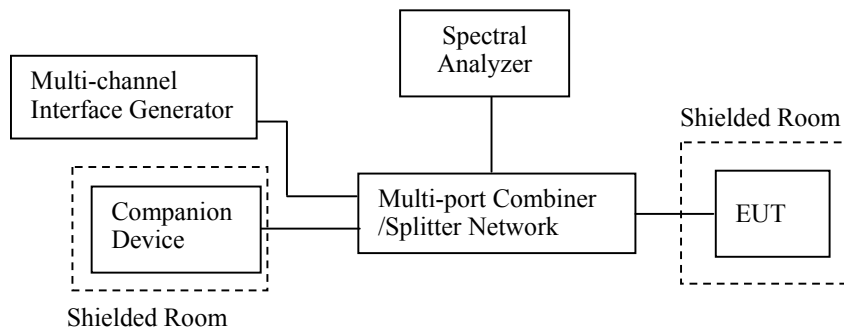 Spectral
Analyzer
Multi-channel
Interface Generator
Shielded Room
Companion
Device
Multi-port Combiner
/Splitter Network
EUT
Shielded Room